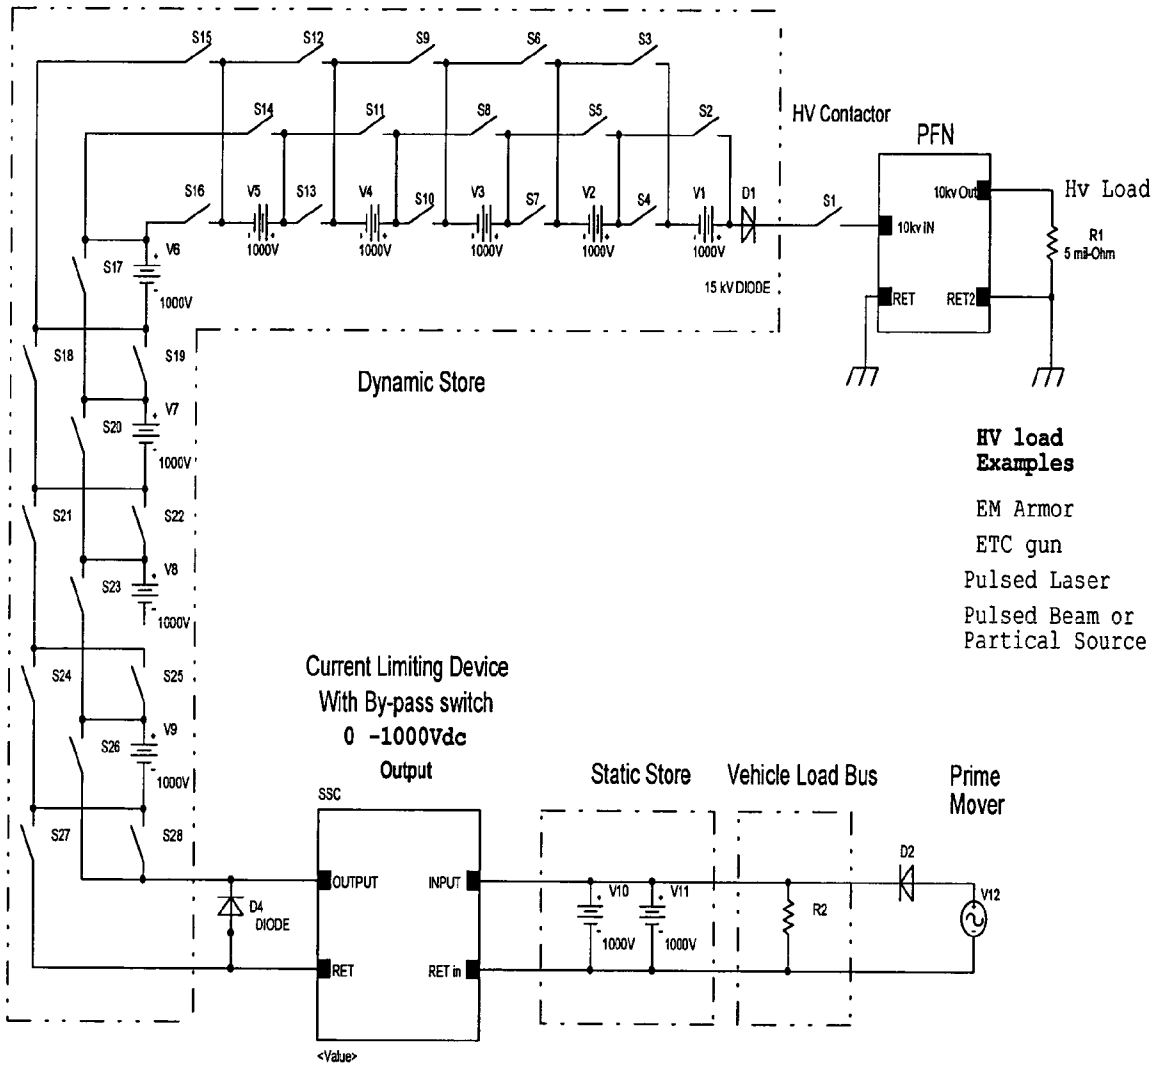 S15
S12
S9
S6
S3
S14
S11
S8
S5
S2
HV Contactor
PFN
S16
V5
S13
V4
S10
V3
S7
V2
S4
V1
D1
S1
10kv Out
Hv Load
1000V
1000V
1000V
1000V
1000V
10kv IN
R1
5 mil-Ohm
V6
S17
1000V
15 kV DIODE
RET
RET2
S18
S19
Dynamic Store
V7
S20
1000V
HV load
Examples
S21
S22
EM Armor
ETC gun
V8
S23
1000V
Pulsed Laser
Pulsed Beam or
Partical Source
S24
S25
Current Limiting Device
With By-pass switch
0 -1000Vdc
Output
V9
S26
1000V
Static Store
Vehicle Load Bus
Prime
Mover
SSC
S27
S28
D2
OUTPUT
INPUT
V10
V11
V12
D4
DIODE
R2
1000V
1000V
RET
RET in
<Value>